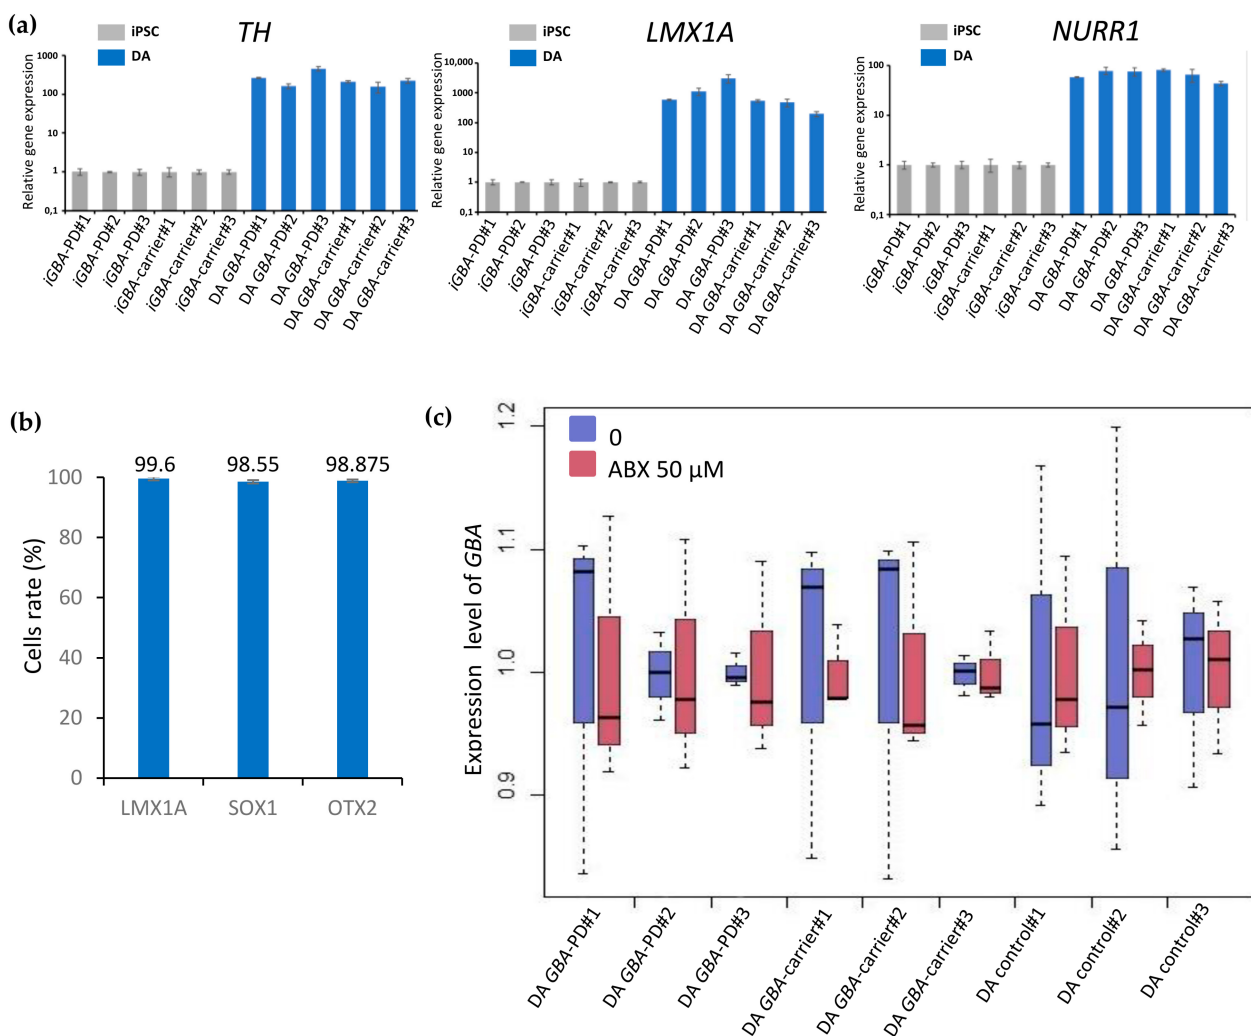 (a)
iPSC
DA
TH
Relative gene expression
1000
100
10
1
0,1
iGBA-PD#1
iGBA-PD#2
iGBA-PD#3
iGBA-carrier#1
iGBA-carrier#2
iGBA-carrier#3
DA GBA-PD#1
DA GBA-PD#2
DA GBA-PD#3
DA GBA-carrier#1
DA GBA-carrier#2
DA GBA-carrier#3
iPSC
DA
LMX1A
Relative gene expression
10,000
1000
100
10
1
0,1
iGBA-PD#1
iGBA-PD#2
iGBA-PD#3
iGBA-carrier#1
iGBA-carrier#2
iGBA-carrier#3
DA GBA-PD#1
DA GBA-PD#2
DA GBA-PD#3
DA GBA-carrier#1
DA GBA-carrier#2
DA GBA-carrier#3
iPSC
DA
NURR1
Relative gene expression
100
10
1
0,1
iGBA-PD#1
iGBA-PD#2
iGBA-PD#3
iGBA-carrier#1
iGBA-carrier#2
iGBA-carrier#3
DA GBA-PD#1
DA GBA-PD#2
DA GBA-PD#3
DA GBA-carrier#1
DA GBA-carrier#2
DA GBA-carrier#3
(b)
99.6
98.55
98.875
Cells rate (%)
100
80
60
40
20
0
LMX1A
SOX1
OTX2
(c)
0
ABX 50 µM
Expression level of GBA
1.2
1.1
1.0
0.9
DA GBA-PD#1
DA GBA-PD#2
DA GBA-PD#3
DA GBA-carrier#1
DA GBA-carrier#2
DA GBA-carrier#3
DA control#1
DA control#2
DA control#3